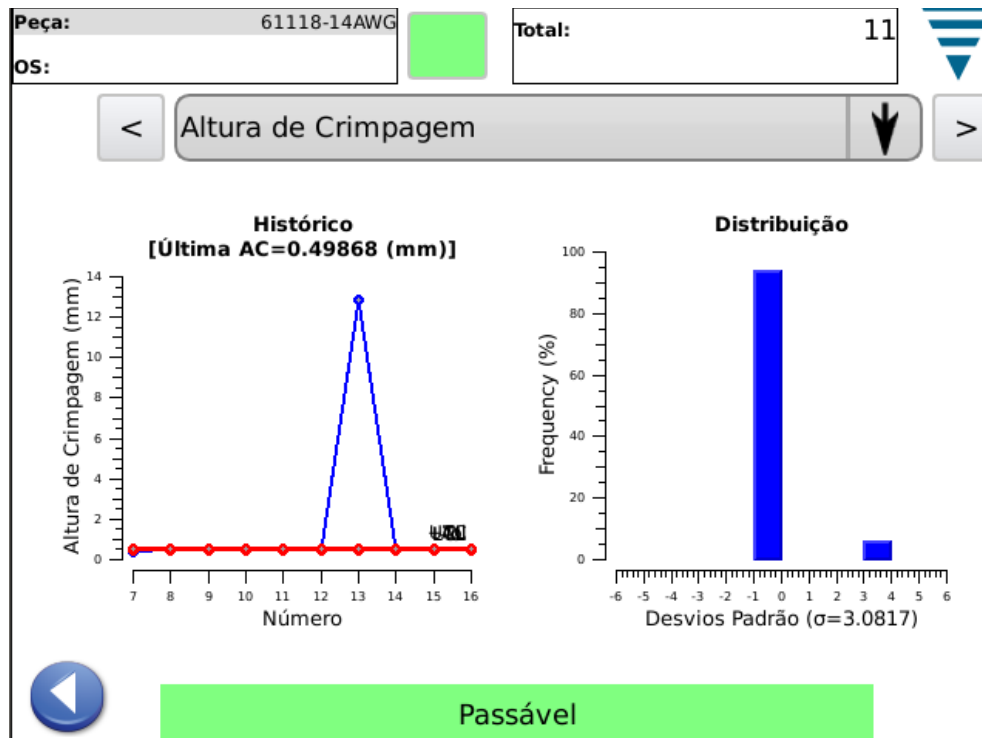 Peça: 61118-14AWG
OS:
Total: 11
< Altura de Crimpagem >
Histórico
[Última AC=0.49868 (mm)]
Altura de Crimpagem (mm)
14
12
10
8
6
4
2
0
7 8 9 10 11 12 13 14 15 16
Número
Distribuição
Frequency (%)
100
80
60
40
20
0
-6 -5 -4 -3 -2 -1 0 1 2 3 4 5 6
Desvios Padrão (σ=3.0817)
Passável